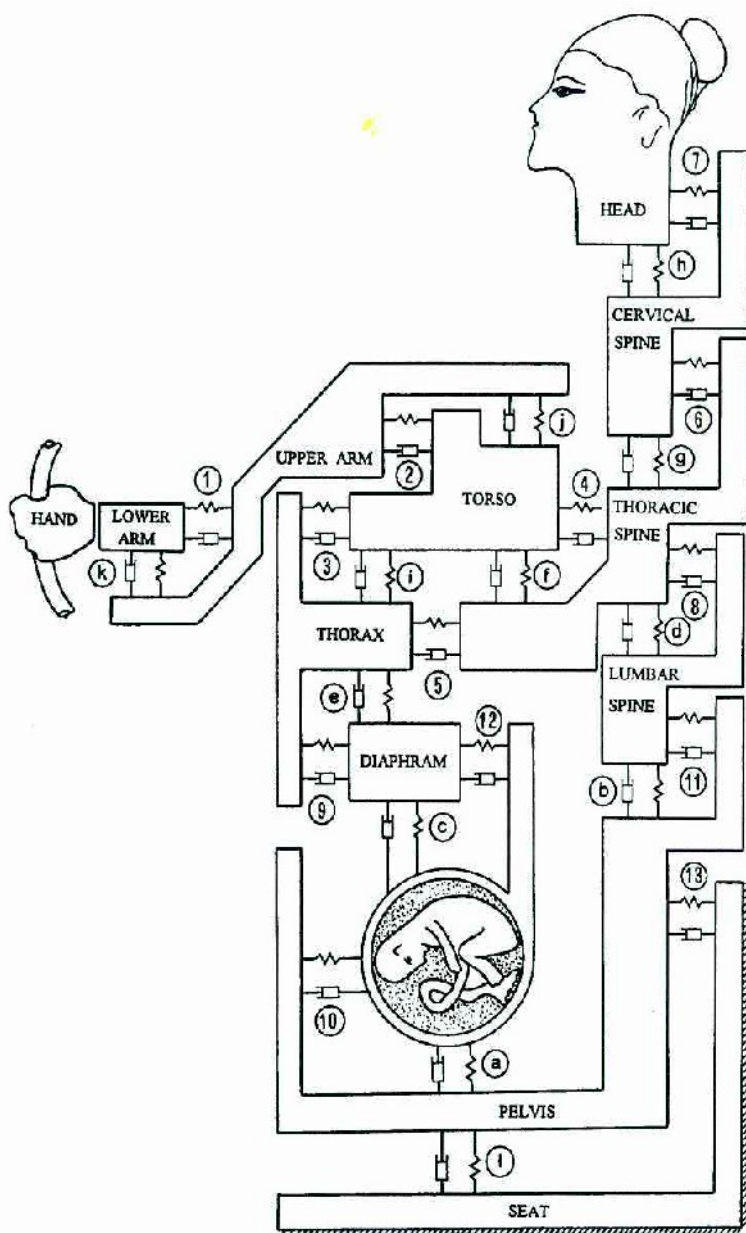 7
HEAD
h
CERVICAL
SPINE
6
j
UPPER ARM
2
g
1
4
TORSO
THORACIC
SPINE
HAND
LOWER
ARM
3
k
i
f
8
THORAX
d
5
LUMBAR
SPINE
e
12
DIAPHRAM
11
9
b
c
13
10
a
PELVIS
l
SEAT